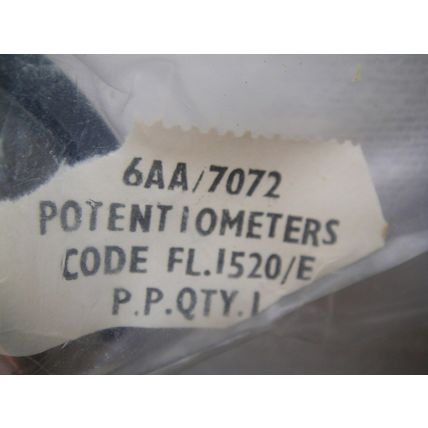 6AA/7072
POTENTIOMETERS
CODE FL.1520/E
P.P.QTY.1